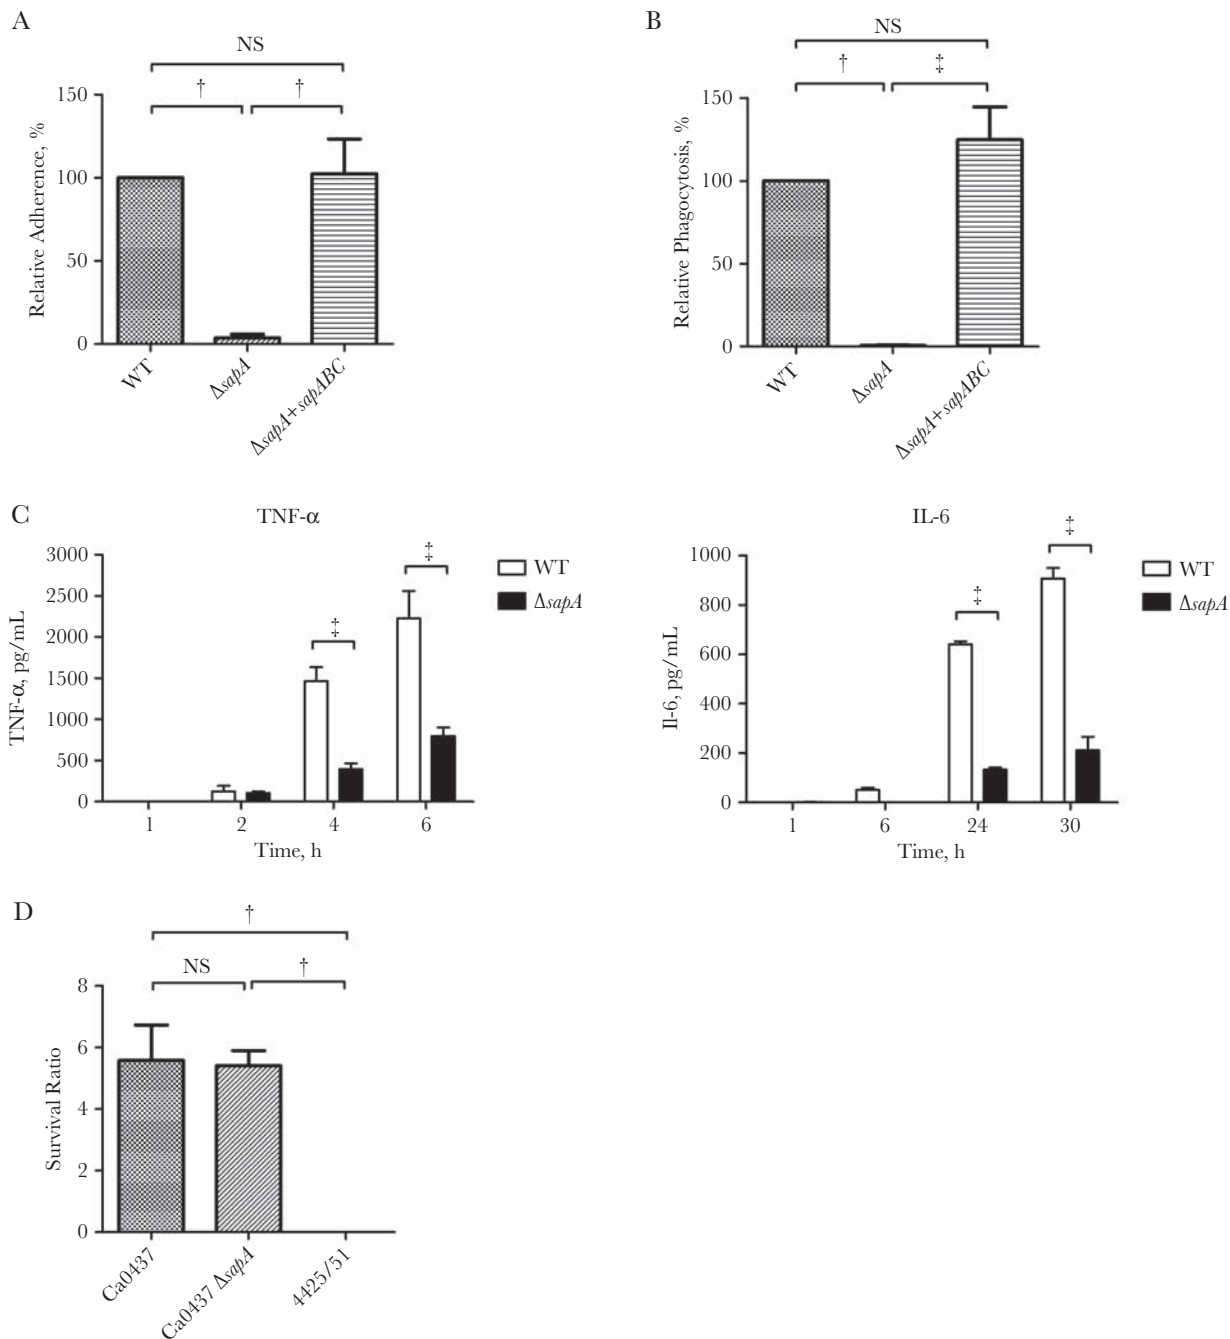 A
NS
†
†
Relative Adherence, %
150
100
50
0
WT
ΔsapA
ΔsapA+sapABC
B
NS
†
‡
Relative Phagocytosis, %
150
100
50
0
WT
ΔsapA
ΔsapA+sapABC
C
TNF-α
TNF-α, pg/mL
3000
2500
2000
1500
1000
500
0
‡
‡
WT
ΔsapA
1
2
4
6
Time, h
IL-6
Il-6, pg/mL
1000
800
600
400
200
0
‡
‡
WT
ΔsapA
1
6
24
30
Time, h
D
†
NS
†
Survival Ratio
8
6
4
2
0
Ca0437
Ca0437 ΔsapA
4425/51